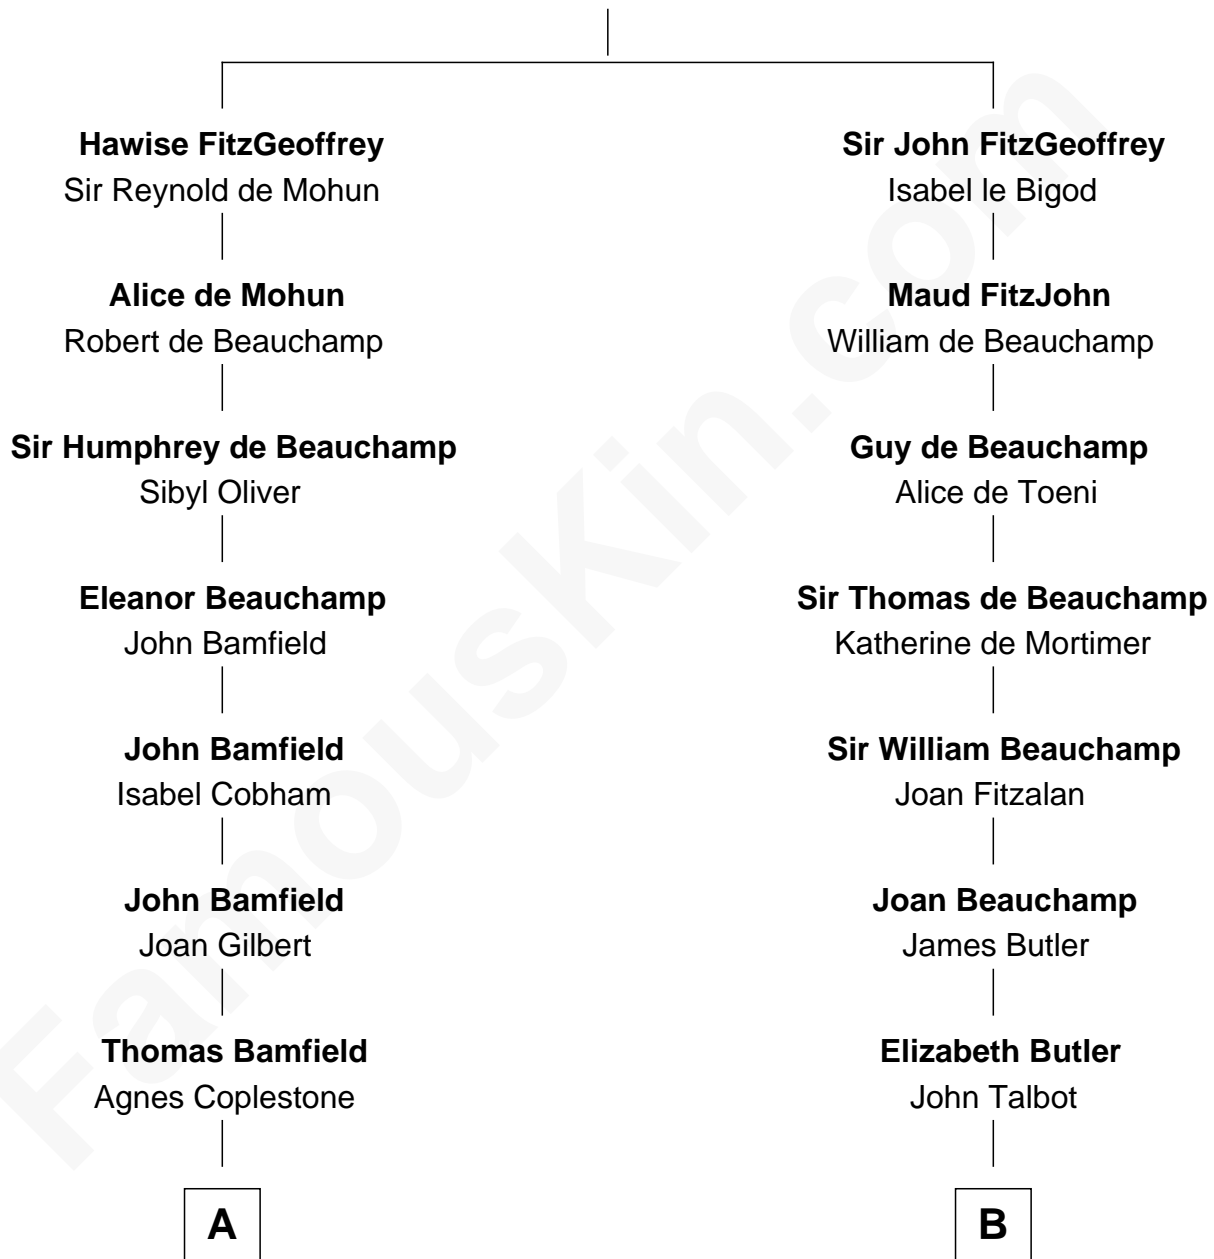 Hawise FitzGeoffrey
Sir Reynold de Mohun
Alice de Mohun
Robert de Beauchamp
Sir Humphrey de Beauchamp
Sibyl Oliver
Eleanor Beauchamp
John Bamfield
John Bamfield
Isabel Cobham
John Bamfield
Joan Gilbert
Thomas Bamfield
Agnes Coplestone
A
Sir John FitzGeoffrey
Isabel le Bigod
Maud FitzJohn
William de Beauchamp
Guy de Beauchamp
Alice de Toeni
Sir Thomas de Beauchamp
Katherine de Mortimer
Sir William Beauchamp
Joan Fitzalan
Joan Beauchamp
James Butler
Elizabeth Butler
John Talbot
B
FamousKin.com